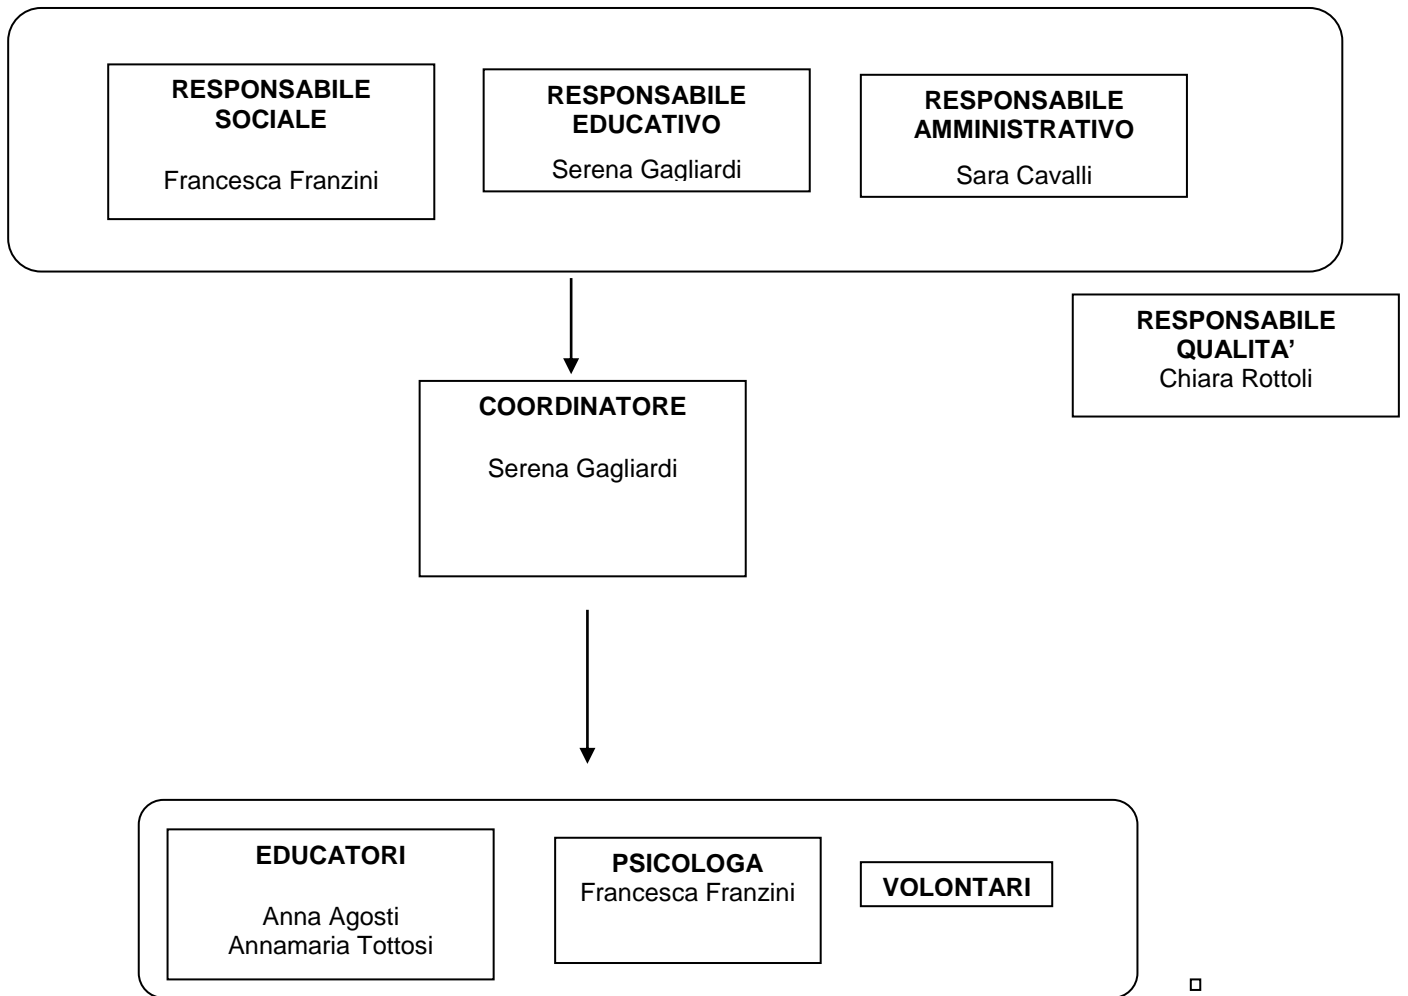 RESPONSABILE
SOCIALE
Francesca Franzini
RESPONSABILE
EDUCATIVO
Serena Gagliardi
RESPONSABILE
AMMINISTRATIVO
Sara Cavalli
RESPONSABILE
QUALITA’
Chiara Rottoli
COORDINATORE
Serena Gagliardi
EDUCATORI
Anna Agosti
Annamaria Tottosi
PSICOLOGA
Francesca Franzini
VOLONTARI